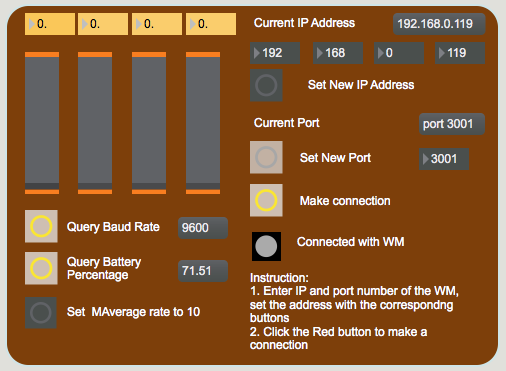 0. 0. 0. 0.
Current IP Address 192.168.0.119
192 168 0 119
Set New IP Address
Current Port port 3001
Set New Port 3001
Make connection
Query Baud Rate 9600
Connected with WM
Query Battery
Percentage 71.51
Set MAverage rate to 10
Instruction:
1. Enter IP and port number of the WM,
set the address with the correspondng
buttons
2. Click the Red button to make a
connection